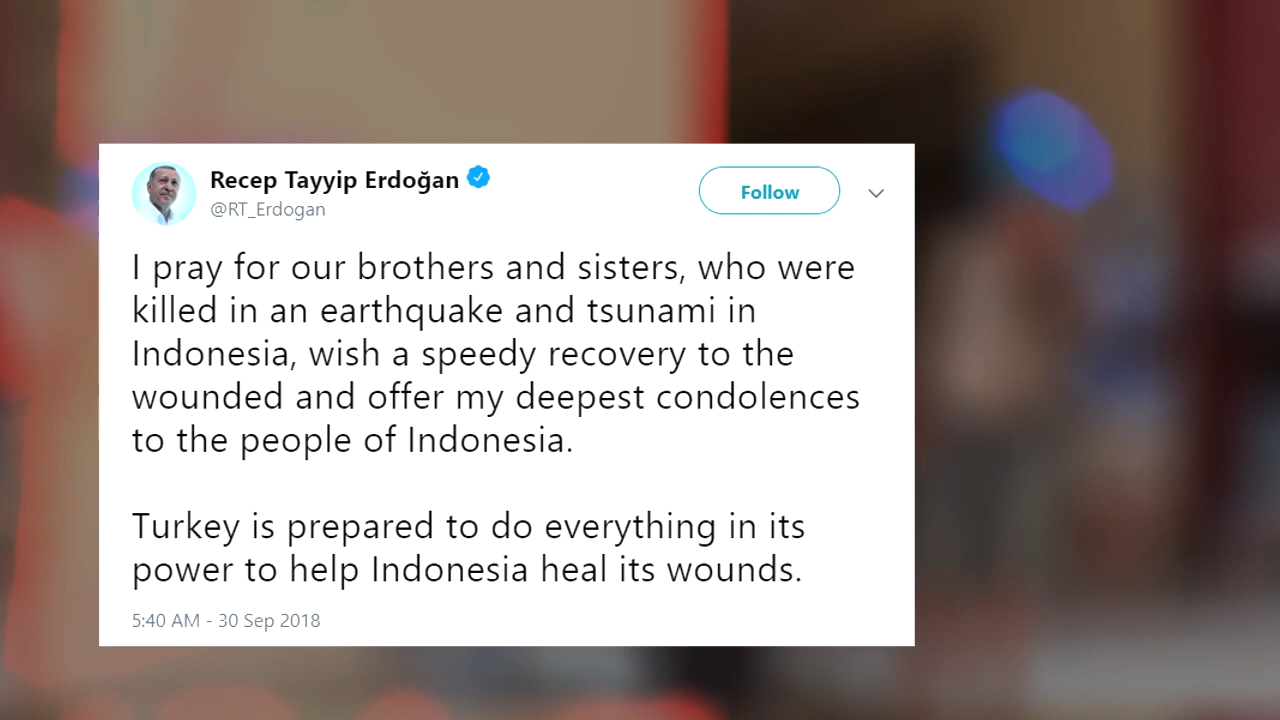 Recep Tayyip Erdoğan
@RT_Erdogan
Follow
I pray for our brothers and sisters, who were
killed in an earthquake and tsunami in
Indonesia, wish a speedy recovery to the
wounded and offer my deepest condolences
to the people of Indonesia.
Turkey is prepared to do everything in its
power to help Indonesia heal its wounds.
5:40 AM - 30 Sep 2018